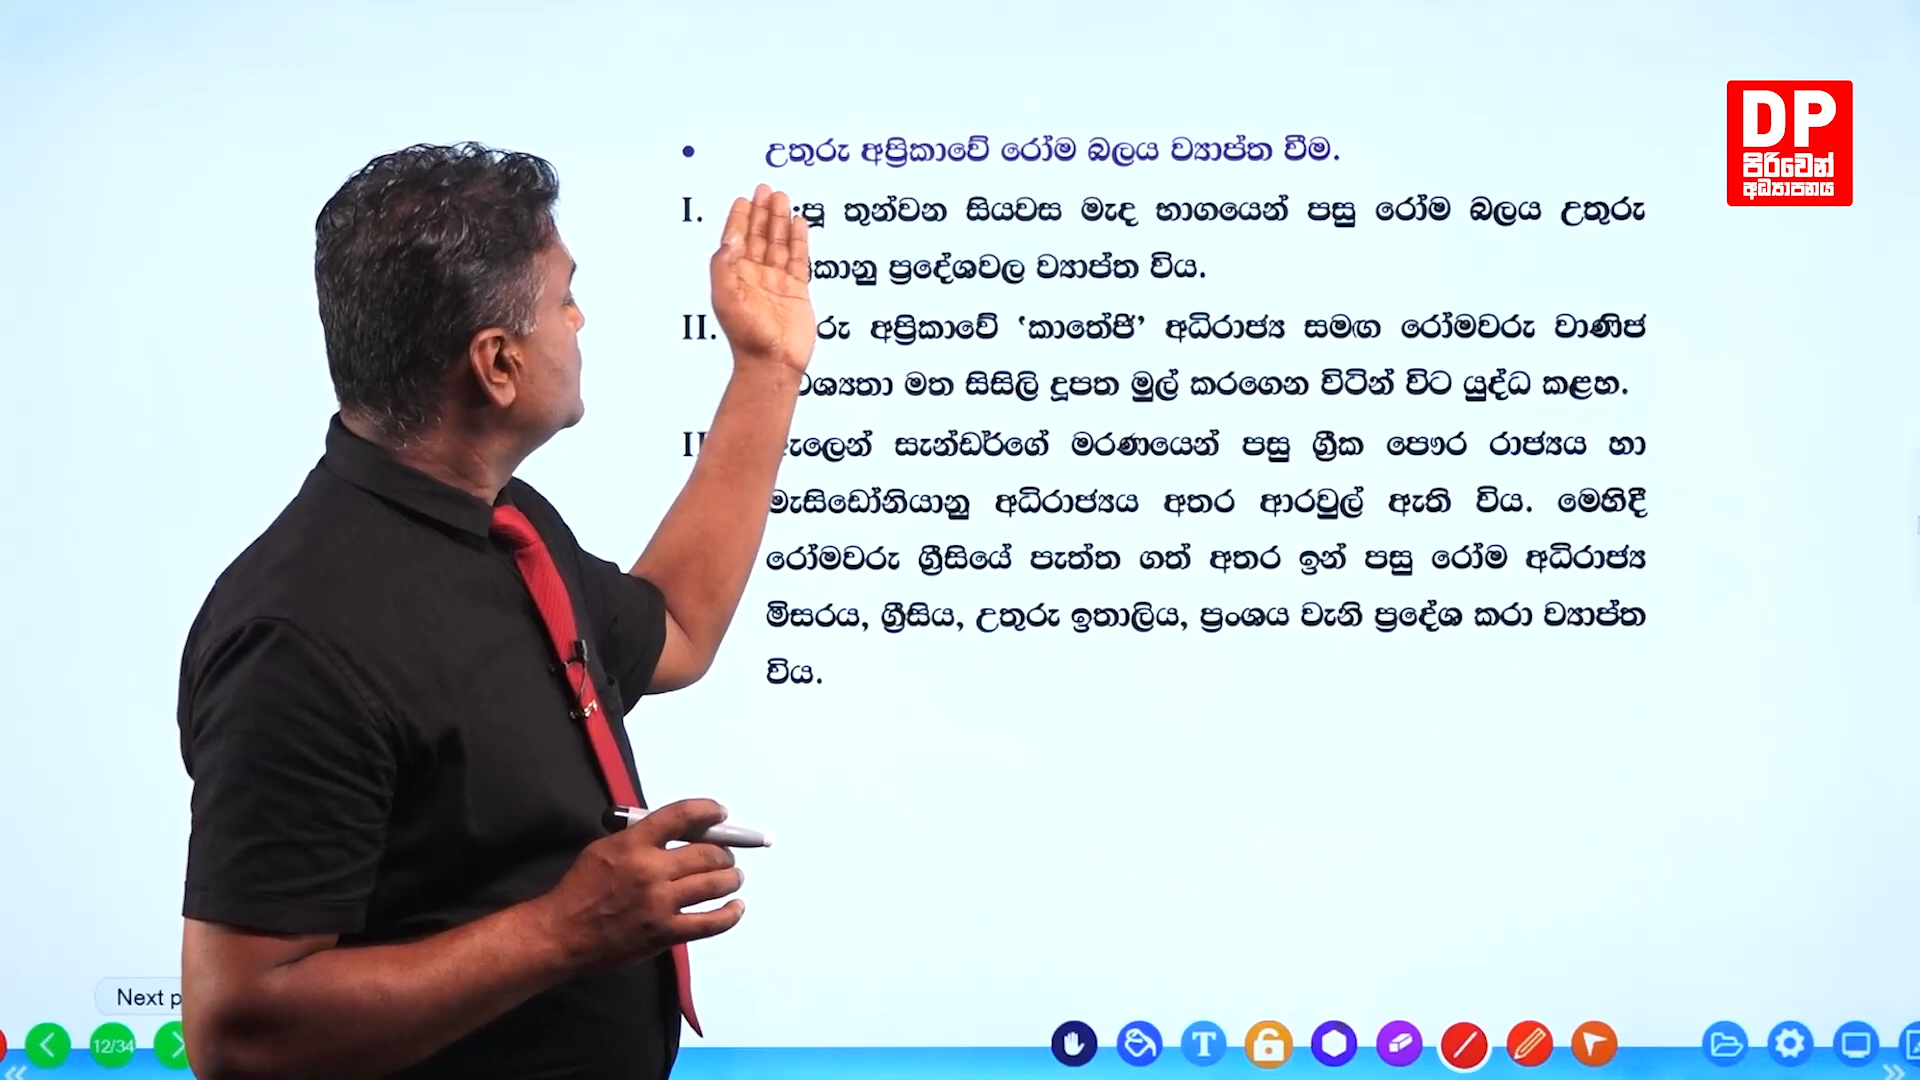 DP
පිරිවෙන්
අධ්‍යාපනය
• උතුරු අප්‍රිකාවේ රෝම බලය ව්‍යාප්ත වීම.
I. තුන්වන සියවස මැද භාගයෙන් පසු රෝම බලය උතුරු
ප්‍රදේශවල ව්‍යාප්ත විය.
II. අප්‍රිකාවේ ‘කාතේජ්’ අධිරාජ්‍ය සමඟ රෝමවරු වාණිජ
මත සිසිලි දූපත මුල් කරගෙන විටින් විට යුද්ධ කළහ.
සැන්ඩර්ගේ මරණයෙන් පසු ග්‍රීක පෞර රාජ්‍යය හා
මැසිඩෝනියානු අධිරාජ්‍යය අතර ආරවුල් ඇති විය. මෙහිදී
රෝමවරු ග්‍රීසියේ පැත්ත ගත් අතර ඉන් පසු රෝම අධිරාජ්‍ය
මිසරය, ග්‍රීසිය, උතුරු ඉතාලිය, ප්‍රංශය වැනි ප්‍රදේශ කරා ව්‍යාප්ත
විය.
Next
12/34